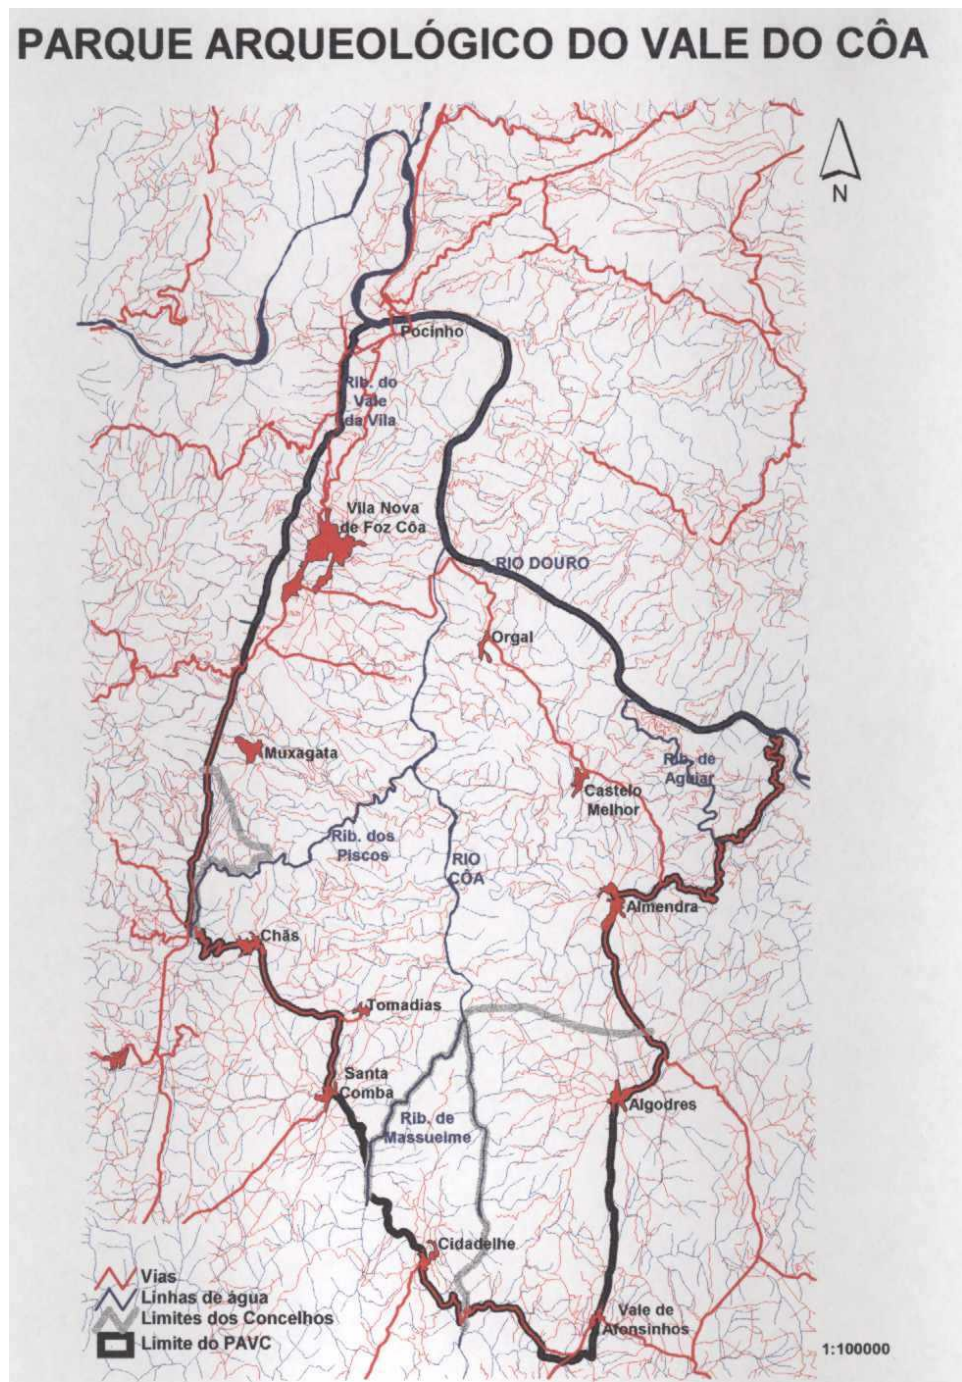 PARQUE ARQUEOLÓGICO DO VALE DO CÔA
N
Pocinho
Rib. do
Vale
da Vila
Vila Nova
de Foz Côa
RIO DOURO
Orgal
Muxagata
Rib. de
Aguiar
Castelo
Melhor
Rib. dos
Piscos
RIO
CÔA
Almendra
Chãs
Tomadias
Santa
Comba
Algodres
Rib. de
Massueime
Cidadelhe
Vale de
Afonsinhos
Vias
Linhas de água
Limites dos Concelhos
Limite do PAVC
1:100000